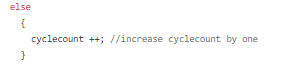 else
{
cyclecount ++; //increase cyclecount by one
}